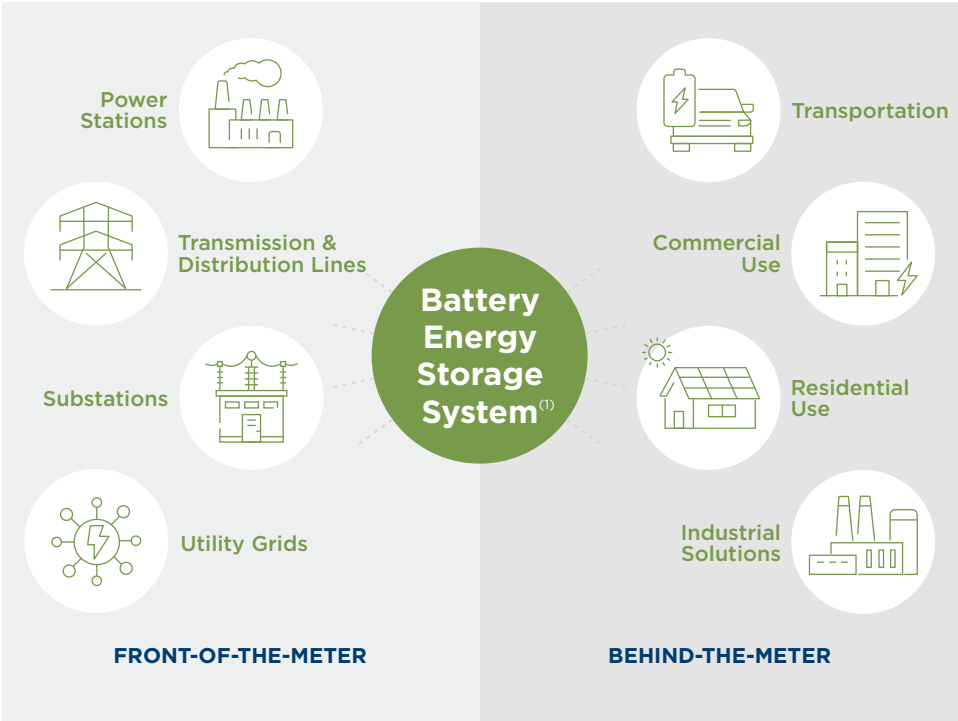 Power
Stations
Transmission &
Distribution Lines
Substations
Utility Grids
FRONT-OF-THE-METER
Battery
Energy
Storage
System(1)
Transportation
Commercial
Use
Residential
Use
Industrial
Solutions
BEHIND-THE-METER